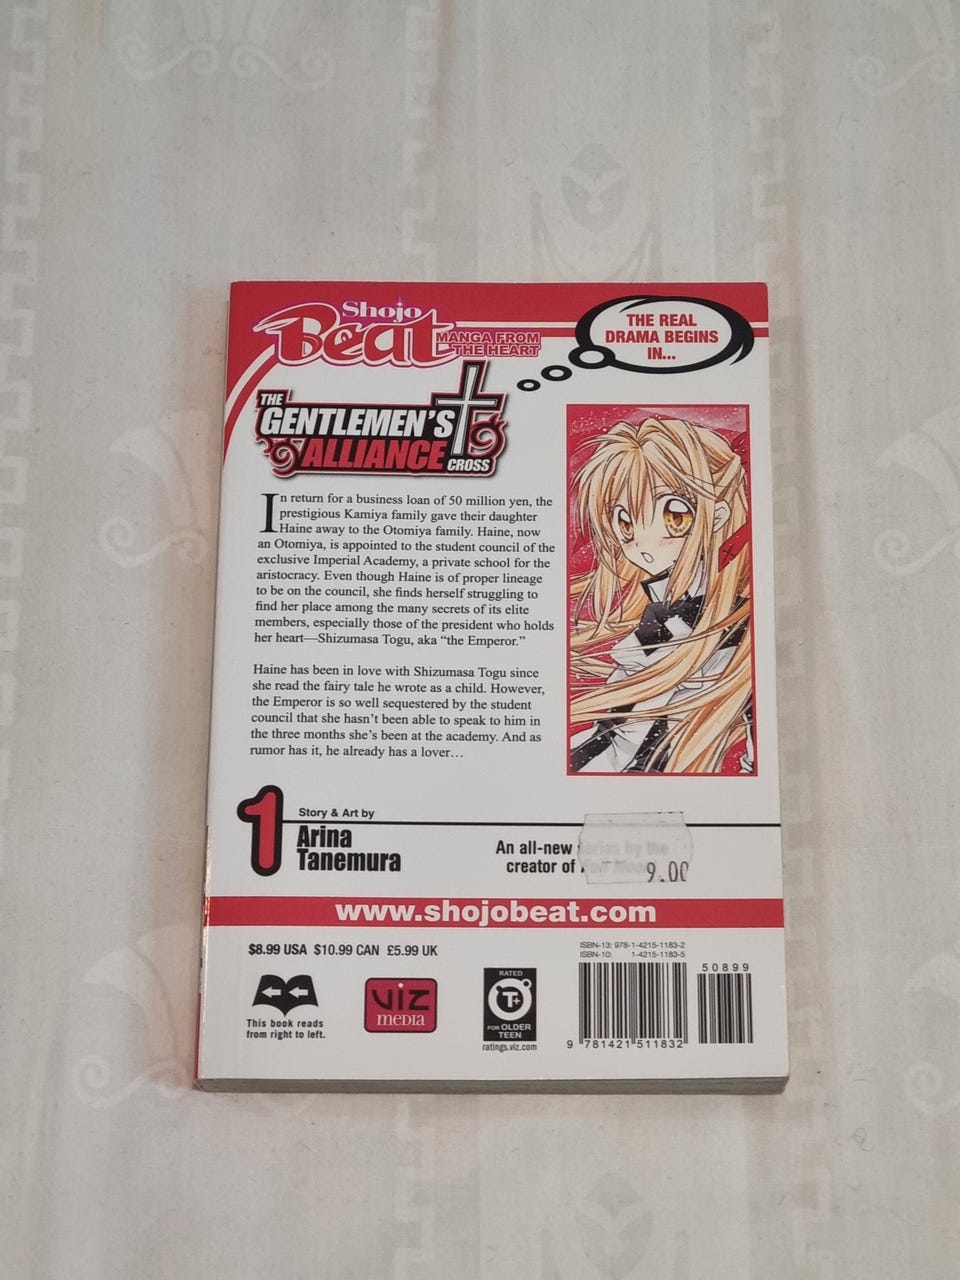 Shojo
Beat
MANGA FROM
THE HEART
THE REAL
DRAMA BEGINS
IN...
THE
GENTLEMEN'S
ALLIANCE
CROSS
In return for a business loan of 50 million yen, the
prestigious Kamiya family gave their daughter
Haine away to the Otomiya family. Haine, now
an Otomiya, is appointed to the student council of the
exclusive Imperial Academy, a private school for the
aristocracy. Even though Haine is of proper lineage
to be on the council, she finds herself struggling to
find her place among the many secrets of its elite
members, especially those of the president who holds
her heart—Shizumasa Togu, aka “the Emperor.”
Haine has been in love with Shizumasa Togu since
she read the fairy tale he wrote as a child. However,
the Emperor is so well sequestered by the student
council that she hasn’t been able to speak to him in
the three months she’s been at the academy. And as
rumor has it, he already has a lover…
1
Story & Art by
Arina
Tanemura
An all-new series by the
creator of Full Moon
9.00
www.shojobeat.com
$8.99 USA $10.99 CAN £5.99 UK
ISBN-13: 978-1-4215-1183-2
ISBN-10: 1-4215-1183-5
50899
This book reads
from right to left.
VIZ
MEDIA
RATED
T+
FOR OLDER
TEEN
ratings.viz.com
9 781421 511832